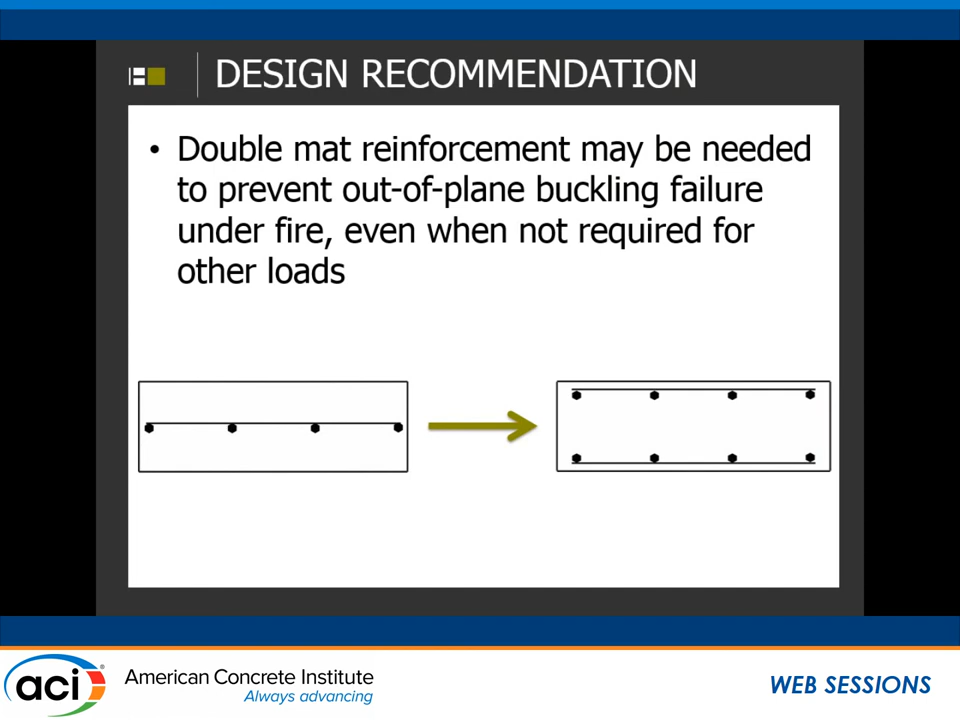 DESIGN RECOMMENDATION
• Double mat reinforcement may be needed
to prevent out-of-plane buckling failure
under fire, even when not required for
other loads
aci®
American Concrete Institute
Always advancing
WEB SESSIONS